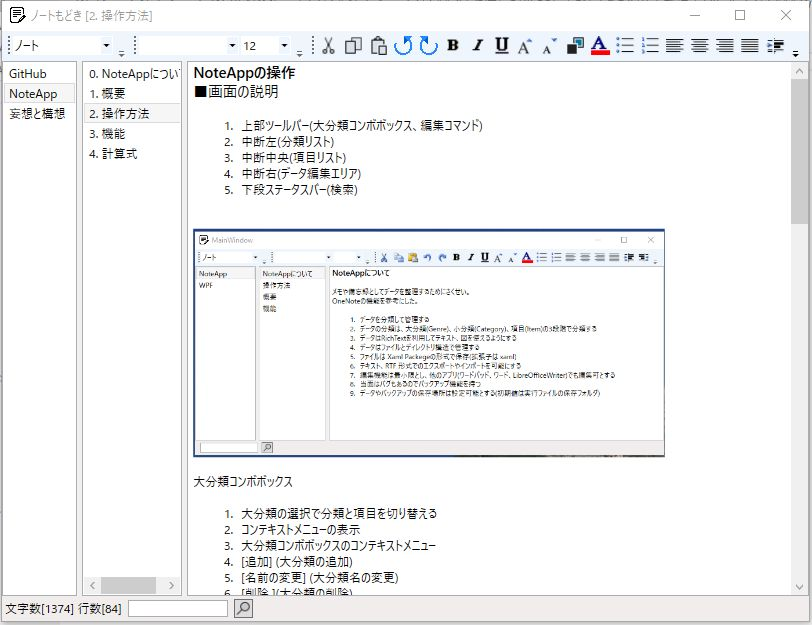 ノートもどき [2. 操作方法]
ノート
12
B I U A A A
GitHub
NoteApp
妄想と構想
0. NoteAppについ
1. 概要
2. 操作方法
3. 機能
4. 計算式
NoteAppの操作
■画面の説明
1. 上部ツールバー(大分類コンボボックス、編集コマンド)
2. 中断左(分類リスト)
3. 中断中央(項目リスト)
4. 中断右(データ編集エリア)
5. 下段ステータスバー(検索)
MainWindow
ノート
B I U A A A
NoteApp
WPF
NoteAppについて
操作方法
概要
機能
NoteAppについて
メモや備忘録としてデータを整理するためにさくせい。
OneNoteの機能を参考にした。
1. データを分類して管理する
2. データの分類は、大分類(Genre)、小分類(Category)、項目(Item)の3段階で分類する
3. データはRichTextを利用してテキスト、図を使えるようにする
4. データはファイルとディレクトリ構造で管理する
5. ファイルは Xaml Packegeの形式で保存(拡張子は xaml)
6. テキスト、RTF 形式でのエクスポートやインポートを可能にする
7. 編集機能は最小限とし、他のアプリ(ワードパッド、ワード、LibreOfficeWriter)でも編集可とする
8. 当面はバグもあるのでバックアップ機能を持つ
9. データやバックアップの保存場所は設定可能とする(初期値は実行ファイルの保存フォルダ)
大分類コンボボックス
1. 大分類の選択で分類と項目を切り替える
2. コンテキストメニューの表示
3. 大分類コンボボックスのコンテキストメニュー
4. [追加] (大分類の追加)
5. [名前の変更] (大分類名の変更)
6. [削除](大分類の削除)
文字数[1374] 行数[84]